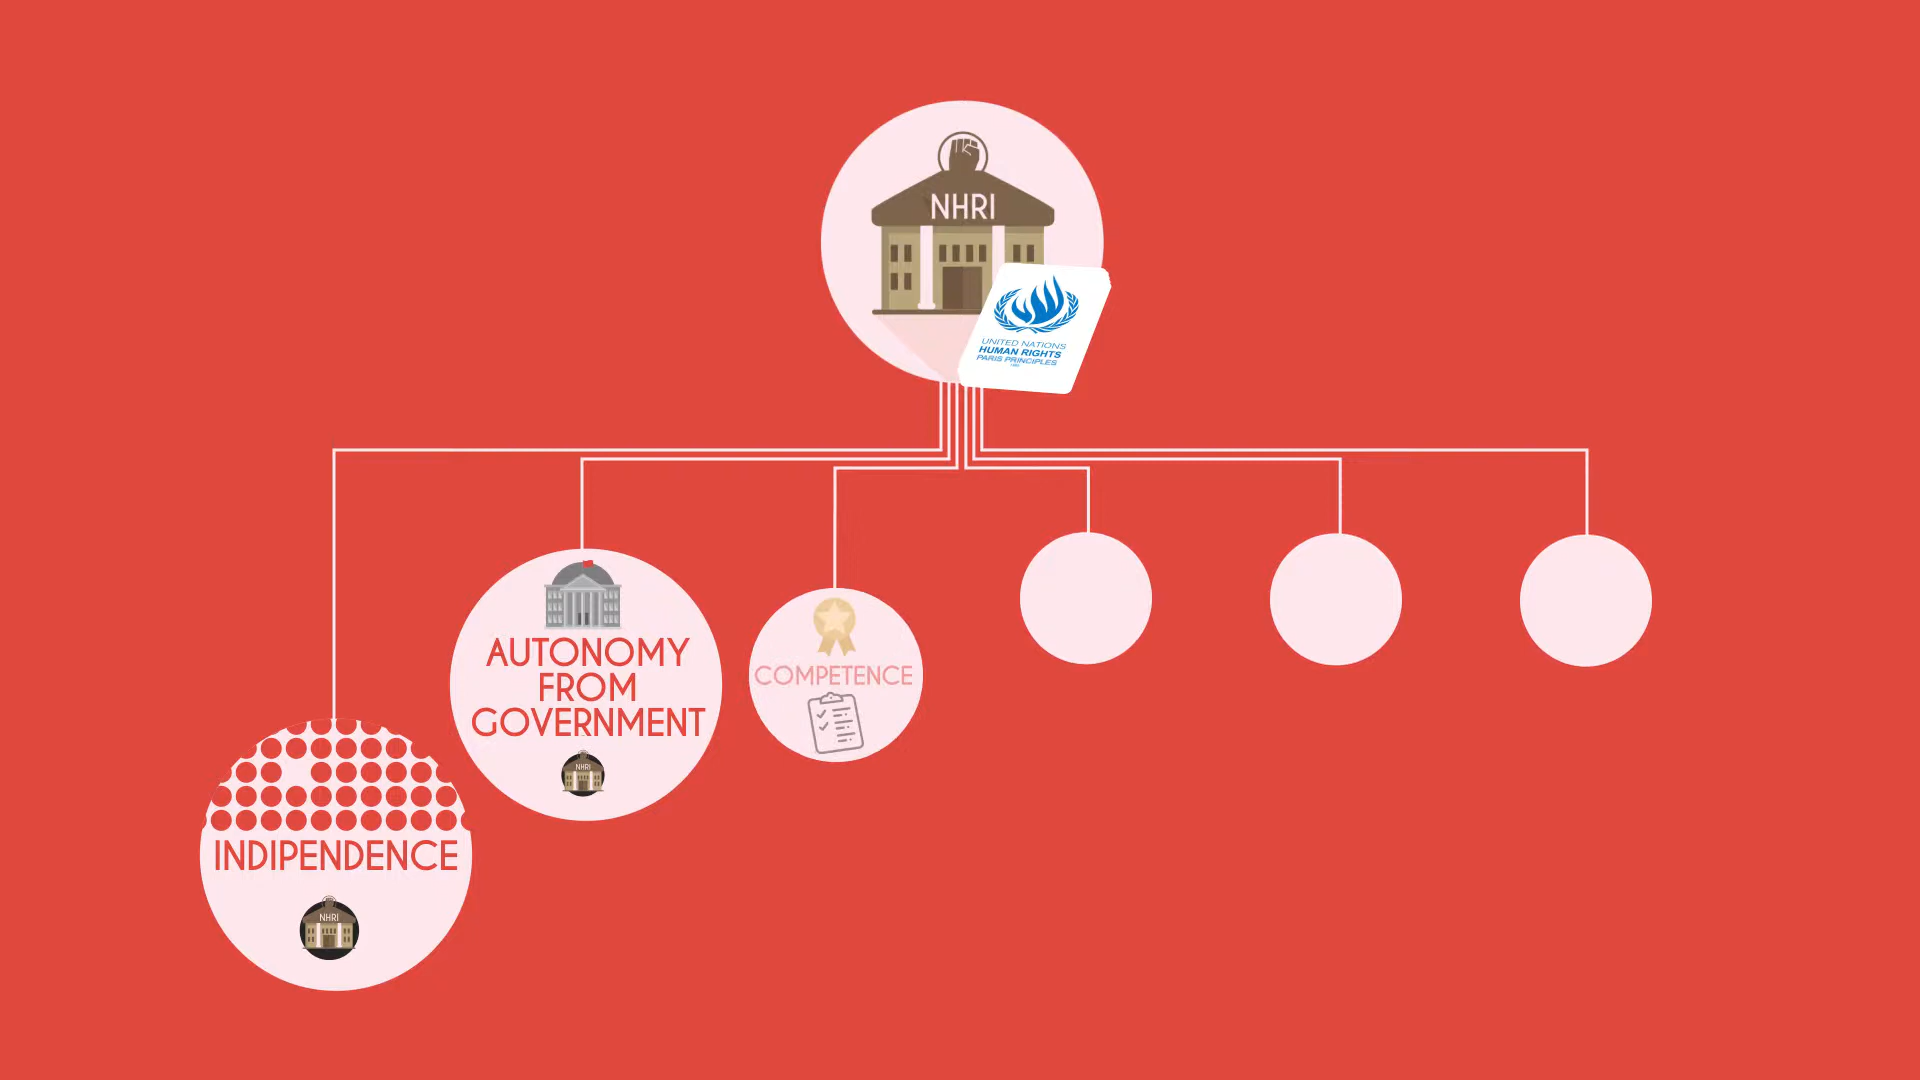 NHRI
UNITED NATIONS
HUMAN RIGHTS
PARIS PRINCIPLES
AUTONOMY
FROM
GOVERNMENT
NHRI
COMPETENCE
INDIPENDENCE
NHRI